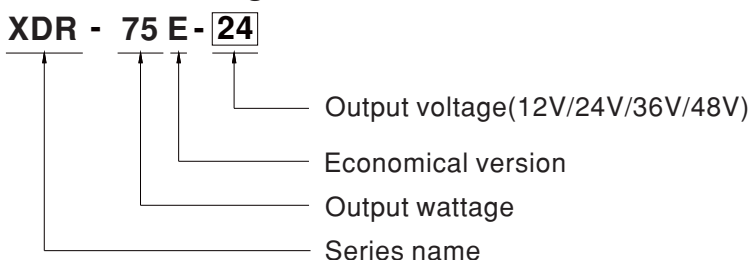 XDR - 75 E - 24
Output voltage(12V/24V/36V/48V)
Economical version
Output wattage
Series name